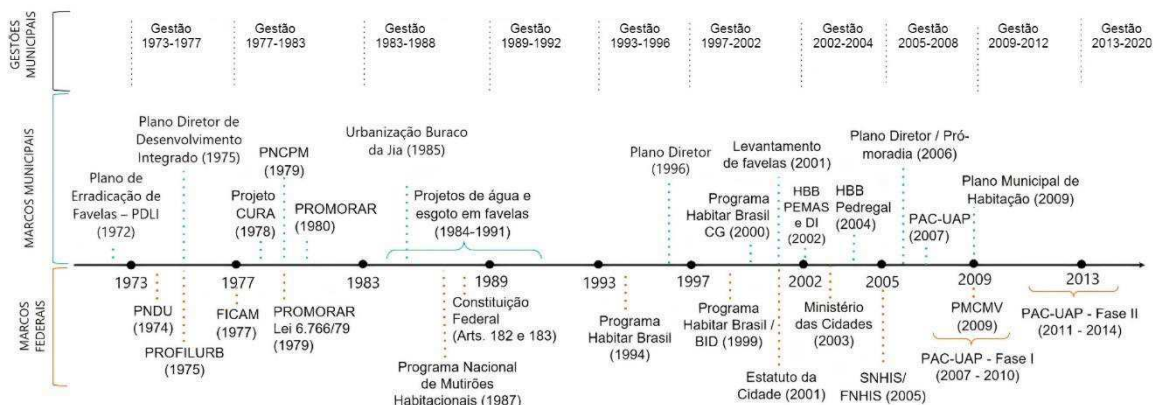 GESTÕES
MUNICIPAIS
Gestão
1973-1977
Gestão
1977-1983
Gestão
1983-1988
Gestão
1989-1992
Gestão
1993-1996
Gestão
1997-2002
Gestão
2002-2004
Gestão
2005-2008
Gestão
2009-2012
Gestão
2013-2020
MARCOS MUNICIPAIS
Plano de
Erradicação de
Favelas – PDLI
(1972)
Plano Diretor de
Desenvolvimento
Integrado (1975)
Projeto
CURA
(1978)
PNCPM
(1979)
PROMORAR
(1980)
Urbanização Buraco
da Jia (1985)
Projetos de água e
esgoto em favelas
(1984-1991)
Plano Diretor
(1996)
Programa
Habitar Brasil
CG (2000)
Levantamento
de favelas (2001)
HBB
PEMAS
e DI
(2002)
HBB
Pedregal
(2004)
Plano Diretor / Pró-
moradia (2006)
PAC-UAP
(2007)
Plano Municipal de
Habitação (2009)
1973
1977
1983
1989
1993
1997
2002
2005
2009
2013
MARCOS
FEDERAIS
PNDU
(1974)
PROFILURB
(1975)
FICAM
(1977)
PROMORAR
Lei 6.766/79
(1979)
Programa Nacional
de Mutirões
Habitacionais (1987)
Constituição
Federal
(Arts. 182 e 183)
Programa
Habitar Brasil
(1994)
Programa
Habitar Brasil /
BID (1999)
Estatuto da
Cidade (2001)
Ministério
das Cidades
(2003)
SNHIS/
FNHIS (2005)
PMCMV
(2009)
PAC-UAP - Fase I
(2007 - 2010)
PAC-UAP - Fase II
(2011 - 2014)